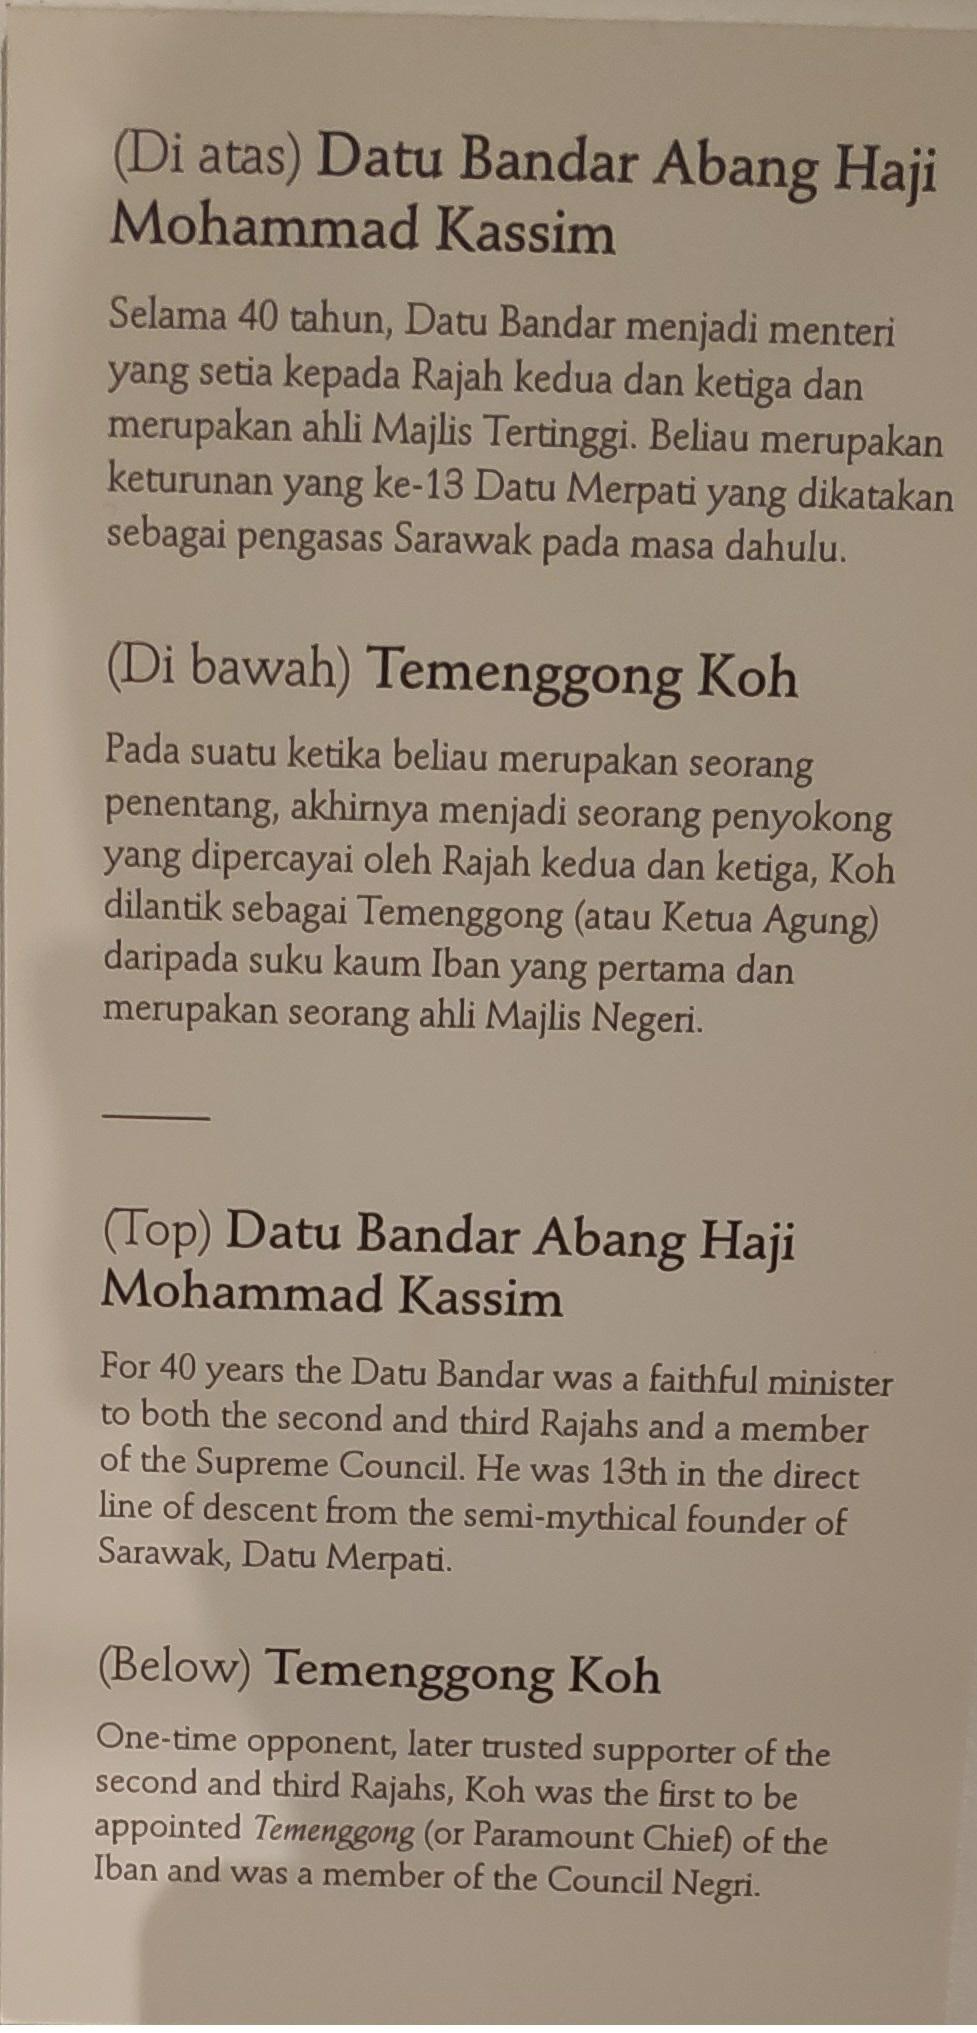 (Di atas) Datu Bandar Abang Haji
Mohammad Kassim
Selama 40 tahun, Datu Bandar menjadi menteri
yang setia kepada Rajah kedua dan ketiga dan
merupakan ahli Majlis Tertinggi. Beliau merupakan
keturunan yang ke-13 Datu Merpati yang dikatakan
sebagai pengasas Sarawak pada masa dahulu.
(Di bawah) Temenggong Koh
Pada suatu ketika beliau merupakan seorang
penentang, akhirnya menjadi seorang penyokong
yang dipercayai oleh Rajah kedua dan ketiga, Koh
dilantik sebagai Temenggong (atau Ketua Agung)
daripada suku kaum Iban yang pertama dan
merupakan seorang ahli Majlis Negeri.
(Top) Datu Bandar Abang Haji
Mohammad Kassim
For 40 years the Datu Bandar was a faithful minister
to both the second and third Rajahs and a member
of the Supreme Council. He was 13th in the direct
line of descent from the semi-mythical founder of
Sarawak, Datu Merpati.
(Below) Temenggong Koh
One-time opponent, later trusted supporter of the
second and third Rajahs, Koh was the first to be
appointed Temenggong (or Paramount Chief) of the
Iban and was a member of the Council Negri.